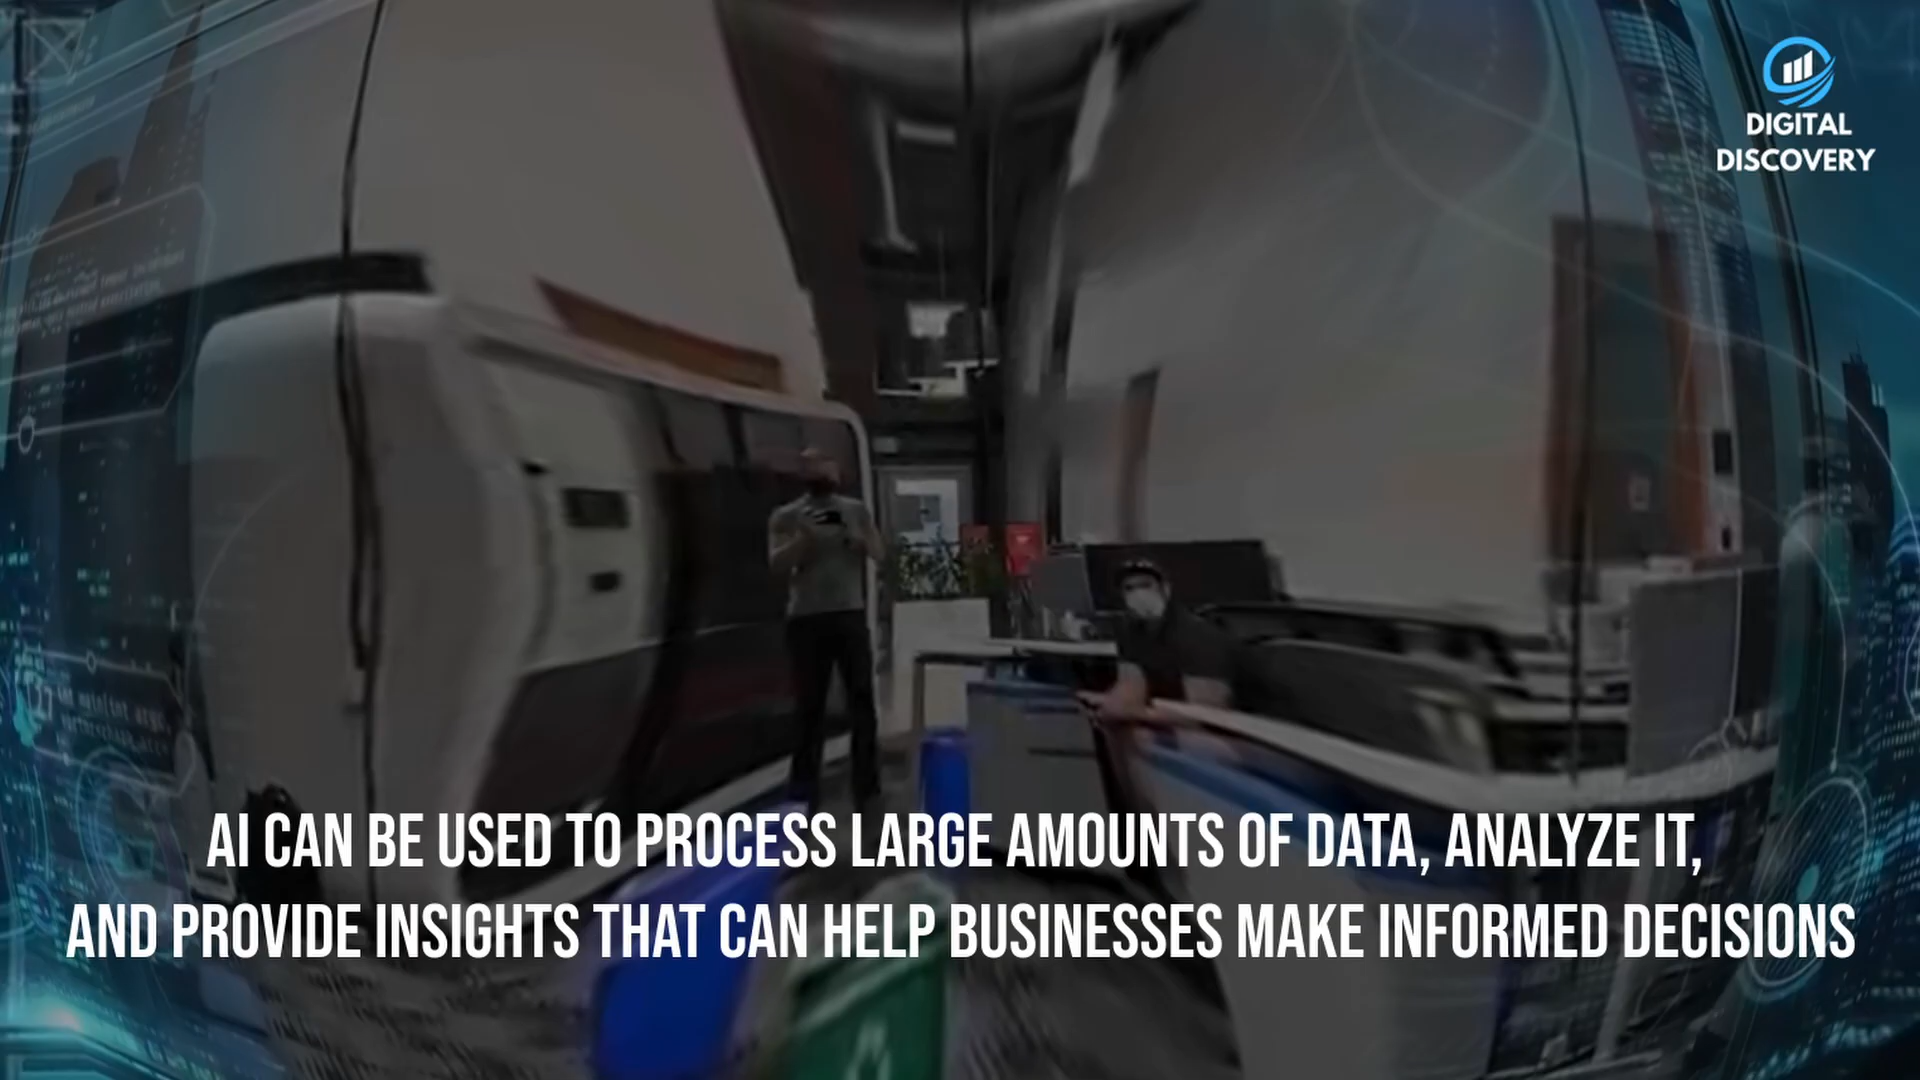 DIGITAL
DISCOVERY
AI CAN BE USED TO PROCESS LARGE AMOUNTS OF DATA, ANALYZE IT,
AND PROVIDE INSIGHTS THAT CAN HELP BUSINESSES MAKE INFORMED DECISIONS